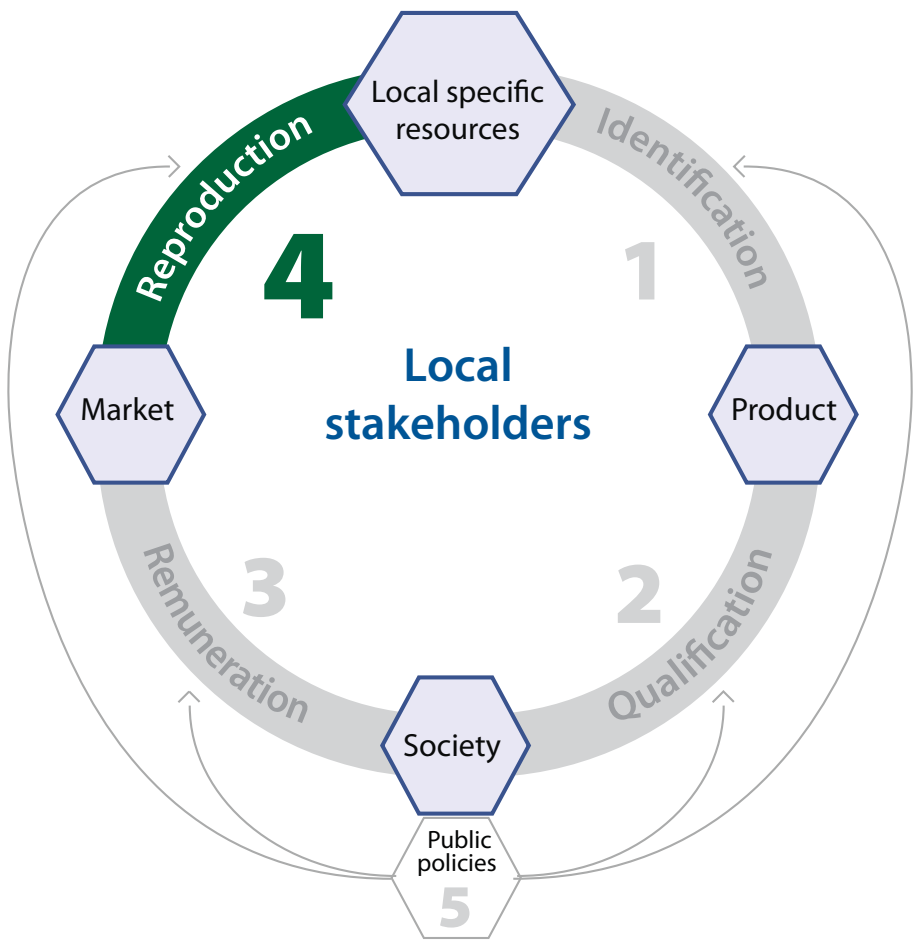 Local specific
resources
Identification
1
Product
Qualification
2
Society
Remuneration
3
Market
Reproduction
4
Local
stakeholders
Public
policies
5